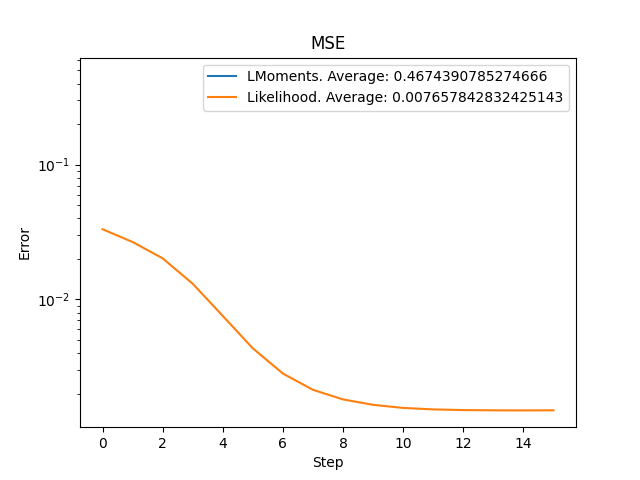 MSE
LMoments. Average: 0.4674390785274666
Likelihood. Average: 0.007657842832425143
10⁻¹
10⁻²
Error
0 2 4 6 8 10 12 14
Step